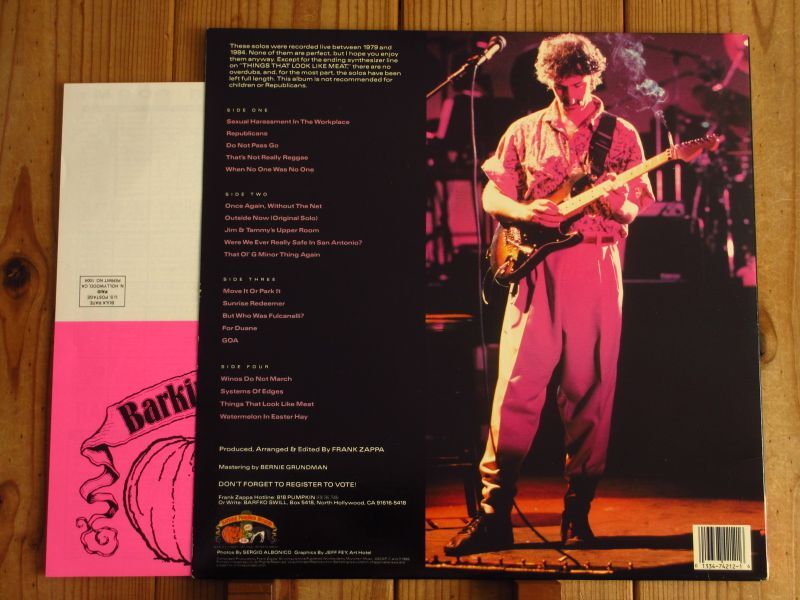 These solos were recorded live between 1979 and
1984. None of them are perfect, but I hope you enjoy
them anyway. Except for the ending synthesizer line
on "THINGS THAT LOOK LIKE MEAT," there are no
overdubs, and, for the most part, the solos have been
left full length. This album is not recommended for
children or Republicans.
SIDE ONE
Sexual Harassment In The Workplace
Republicans
Do Not Pass Go
That's Not Really Reggae
When No One Was No One
SIDE TWO
Once Again, Without The Net
Outside Now (Original Solo)
Jim & Tammy's Upper Room
Were We Ever Really Safe In San Antonio?
That Ol' G Minor Thing Again
SIDE THREE
Move It Or Park It
Sunrise Redeemer
But Who Was Fulcanelli?
For Duane
GOA
SIDE FOUR
Winos Do Not March
Systems Of Edges
Things That Look Like Meat
Watermelon In Easter Hay
Produced, Arranged & Edited By FRANK ZAPPA
Mastering by BERNIE GRUNDMAN
DON'T FORGET TO REGISTER TO VOTE!
Frank Zappa Hotline: 818 PUMPKIN
Or Write: BARFKO SWILL, Box 5418, North Hollywood, CA 91616-5418
Photos By SERGIO ALBONICO Graphics By JEFF FEY, Art Hotel
BULK RATE
U.S. POSTAGE
PAID
N. HOLLYWOOD, CA
PERMIT NO. 1004
Barki
8 1334-74212-1 4